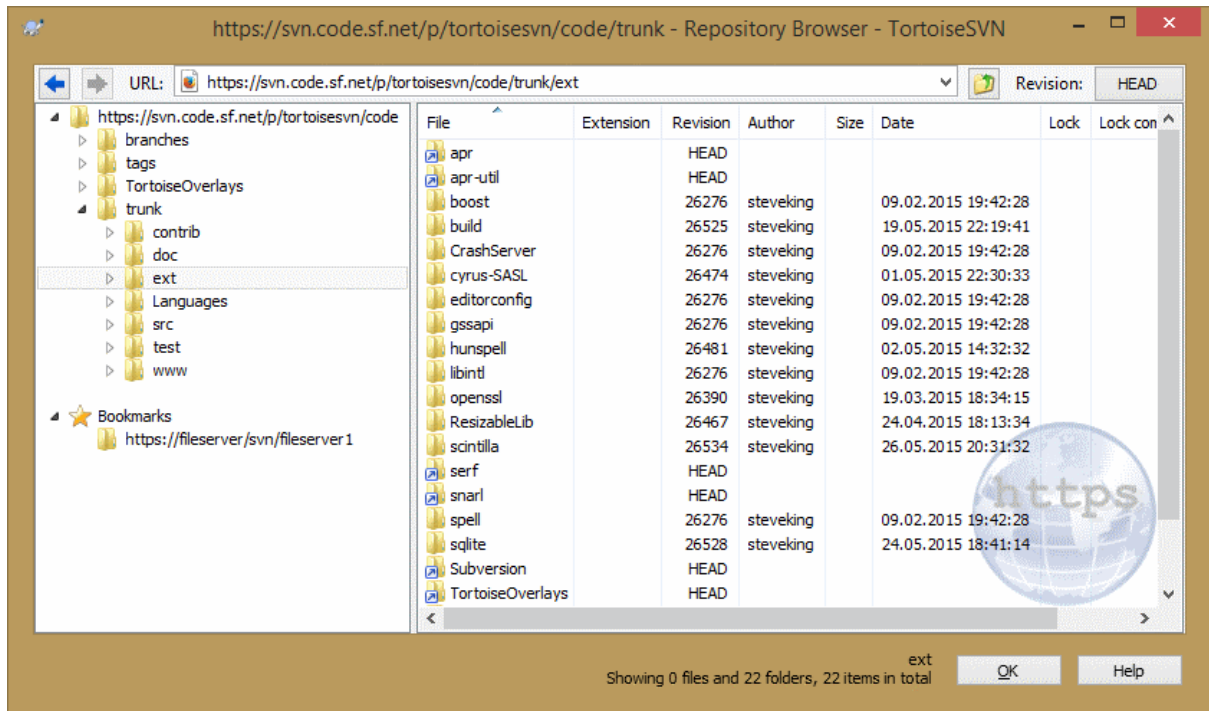 https://svn.code.sf.net/p/tortoisesvn/code/trunk - Repository Browser - TortoiseSVN
URL: https://svn.code.sf.net/p/tortoisesvn/code/trunk/ext Revision: HEAD
https://svn.code.sf.net/p/tortoisesvn/code
branches
tags
TortoiseOverlays
trunk
contrib
doc
ext
Languages
src
test
www
Bookmarks
https://fileserver/svn/fileserver1
File Extension Revision Author Size Date Lock Lock com
apr HEAD
apr-util HEAD
boost 26276 steveking 09.02.2015 19:42:28
build 26525 steveking 19.05.2015 22:19:41
CrashServer 26276 steveking 09.02.2015 19:42:28
cyrus-SASL 26474 steveking 01.05.2015 22:30:33
editorconfig 26276 steveking 09.02.2015 19:42:28
gssapi 26276 steveking 09.02.2015 19:42:28
hunspell 26481 steveking 02.05.2015 14:32:32
libintl 26276 steveking 09.02.2015 19:42:28
openssl 26390 steveking 19.03.2015 18:34:15
ResizableLib 26467 steveking 24.04.2015 18:13:34
scintilla 26534 steveking 26.05.2015 20:31:32
serf HEAD
snarl HEAD
spell 26276 steveking 09.02.2015 19:42:28
sqlite 26528 steveking 24.05.2015 18:41:14
Subversion HEAD
TortoiseOverlays HEAD
https
ext
Showing 0 files and 22 folders, 22 items in total
OK Help